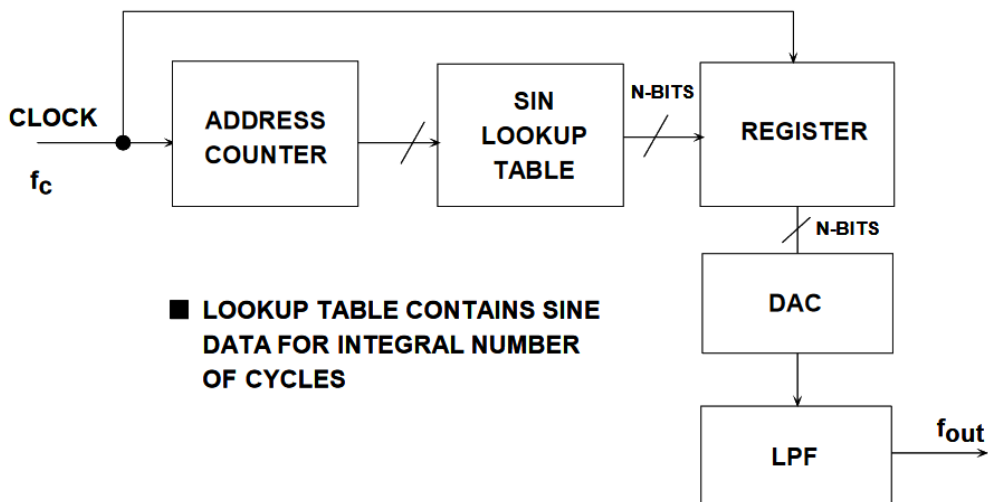 CLOCK
fc
ADDRESS
COUNTER
SIN
LOOKUP
TABLE
N-BITS
REGISTER
N-BITS
DAC
LPF
fout
■ LOOKUP TABLE CONTAINS SINE
DATA FOR INTEGRAL NUMBER
OF CYCLES